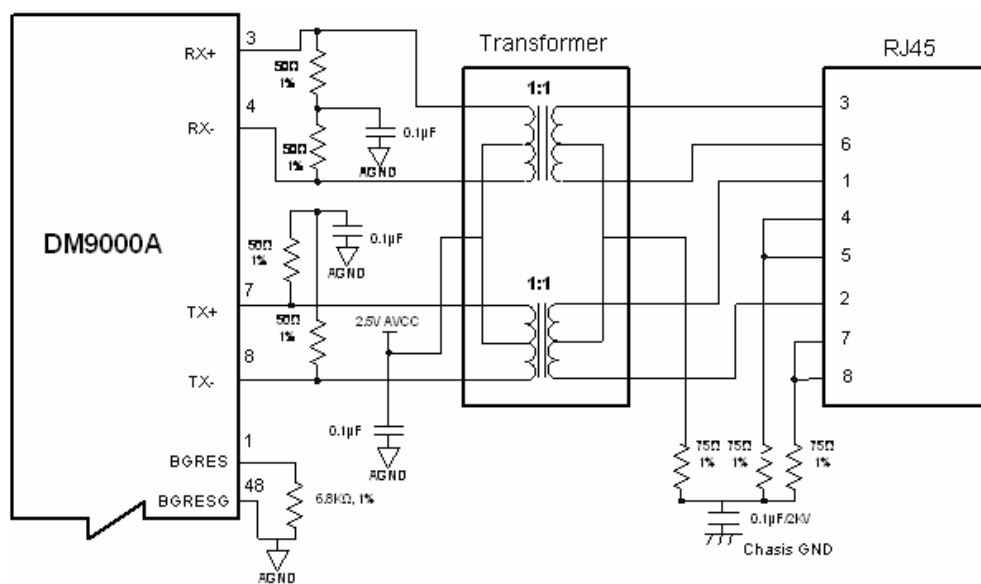 Transformer
RJ45
DM9000A
RX+
3
50Ω
1%
RX-
4
50Ω
1%
0.1µF
AGND
1:1
3
6
1
4
5
2
7
8
50Ω
1%
0.1µF
AGND
TX+
7
50Ω
1%
2.5V AVCC
1:1
TX-
8
0.1µF
AGND
BGRES
1
6.8KΩ, 1%
BGRESG
48
AGND
75Ω
1%
75Ω
1%
75Ω
1%
0.1µF/2KV
Chasis GND